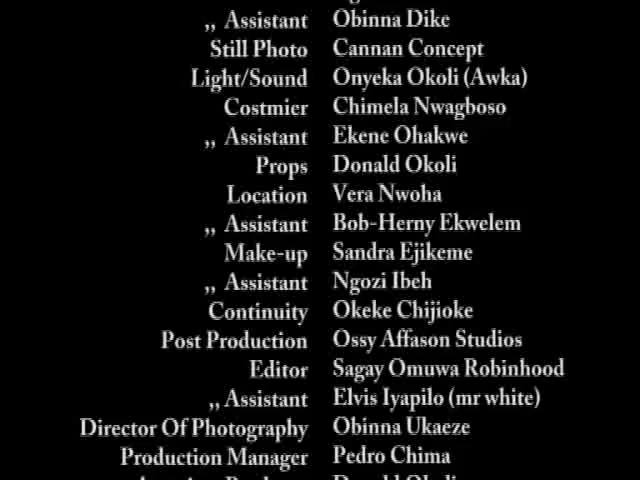 ,, Assistant Obinna Dike
Still Photo Cannan Concept
Light/Sound Onyeka Okoli (Awka)
Costmier Chimela Nwagboso
,, Assistant Ekene Ohakwe
Props Donald Okoli
Location Vera Nwoha
,, Assistant Bob-Herny Ekwelem
Make-up Sandra Ejikeme
,, Assistant Ngozi Ibeh
Continuity Okeke Chijioke
Post Production Ossy Affason Studios
Editor Sagay Omuwa Robinhood
,, Assistant Elvis Iyapilo (mr white)
Director Of Photography Obinna Ukaeze
Production Manager Pedro Chima